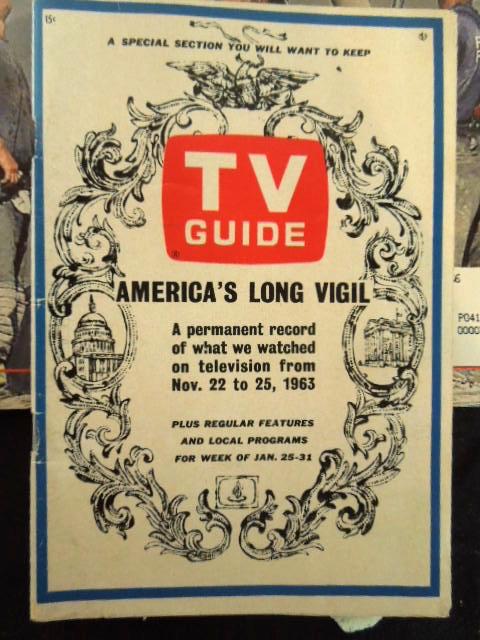 15¢
A SPECIAL SECTION YOU WILL WANT TO KEEP
TV
GUIDE
®
AMERICA'S LONG VIGIL
A permanent record
of what we watched
on television from
Nov. 22 to 25, 1963
PLUS REGULAR FEATURES
AND LOCAL PROGRAMS
FOR WEEK OF JAN. 25-31
P041
0000